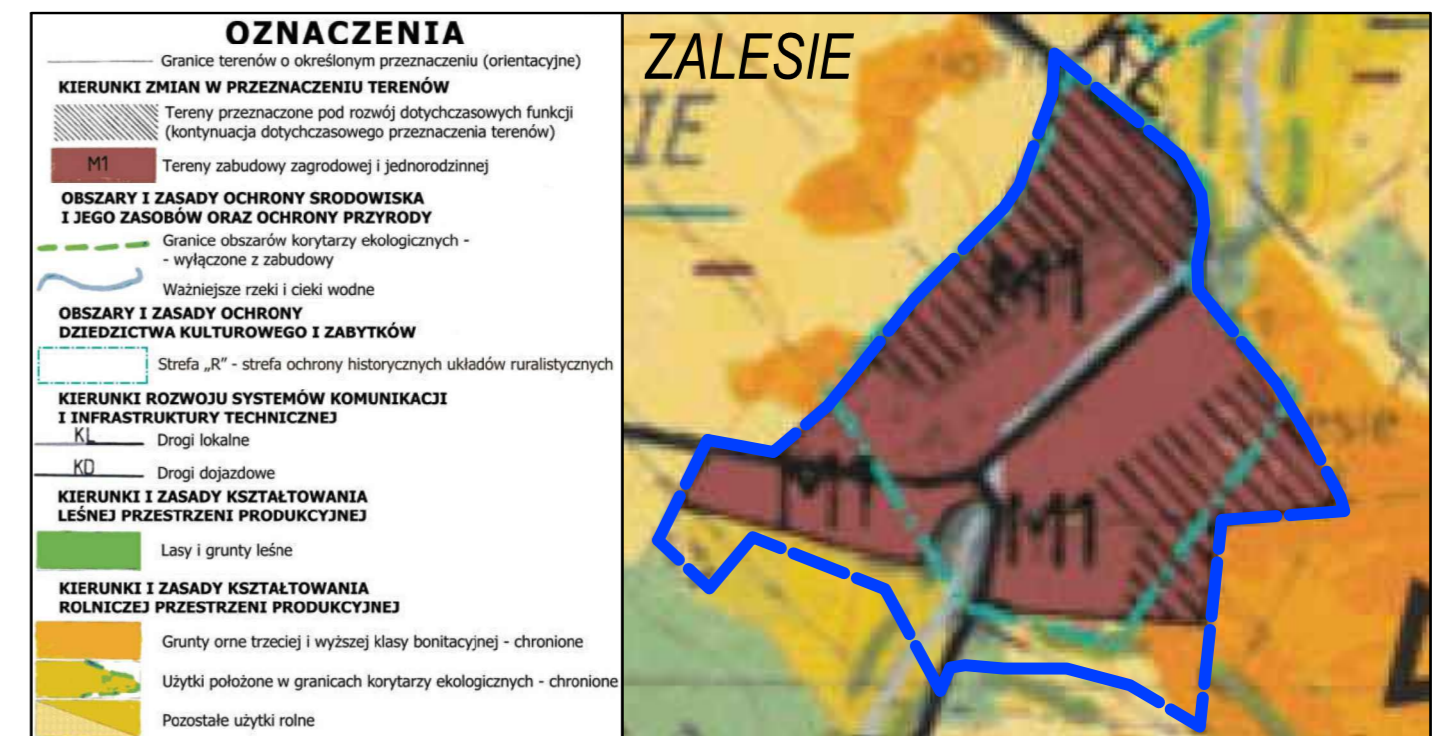 OZNACZENIA
Granice terenów o określonym przeznaczeniu (orientacyjne)
KIERUNKI ZMIAN W PRZEZNACZENIU TERENÓW
Tereny przeznaczone pod rozwój dotychczasowych funkcji
(kontynuacja dotychczasowego przeznaczenia terenów)
M1
Tereny zabudowy zagrodowej i jednorodzinnej
OBSZARY I ZASADY OCHRONY ŚRODOWISKA
I JEGO ZASOBÓW ORAZ OCHRONY PRZYRODY
Granice obszarów korytarzy ekologicznych -
- wyłączone z zabudowy
Ważniejsze rzeki i cieki wodne
OBSZARY I ZASADY OCHRONY
DZIEDZICTWA KULTUROWEGO I ZABYTKÓW
Strefa „R” - strefa ochrony historycznych układów ruralistycznych
KIERUNKI ROZWOJU SYSTEMÓW KOMUNIKACJI
I INFRASTRUKTURY TECHNICZNEJ
KL
Drogi lokalne
KD
Drogi dojazdowe
KIERUNKI I ZASADY KSZTAŁTOWANIA
LEŚNEJ PRZESTRZENI PRODUKCYJNEJ
Lasy i grunty leśne
KIERUNKI I ZASADY KSZTAŁTOWANIA
ROLNICZEJ PRZESTRZENI PRODUKCYJNEJ
Grunty orne trzeciej i wyższej klasy bonitacyjnej - chronione
Użytki położone w granicach korytarzy ekologicznych - chronione
Pozostałe użytki rolne
ZALESIE
M1
M1
M1